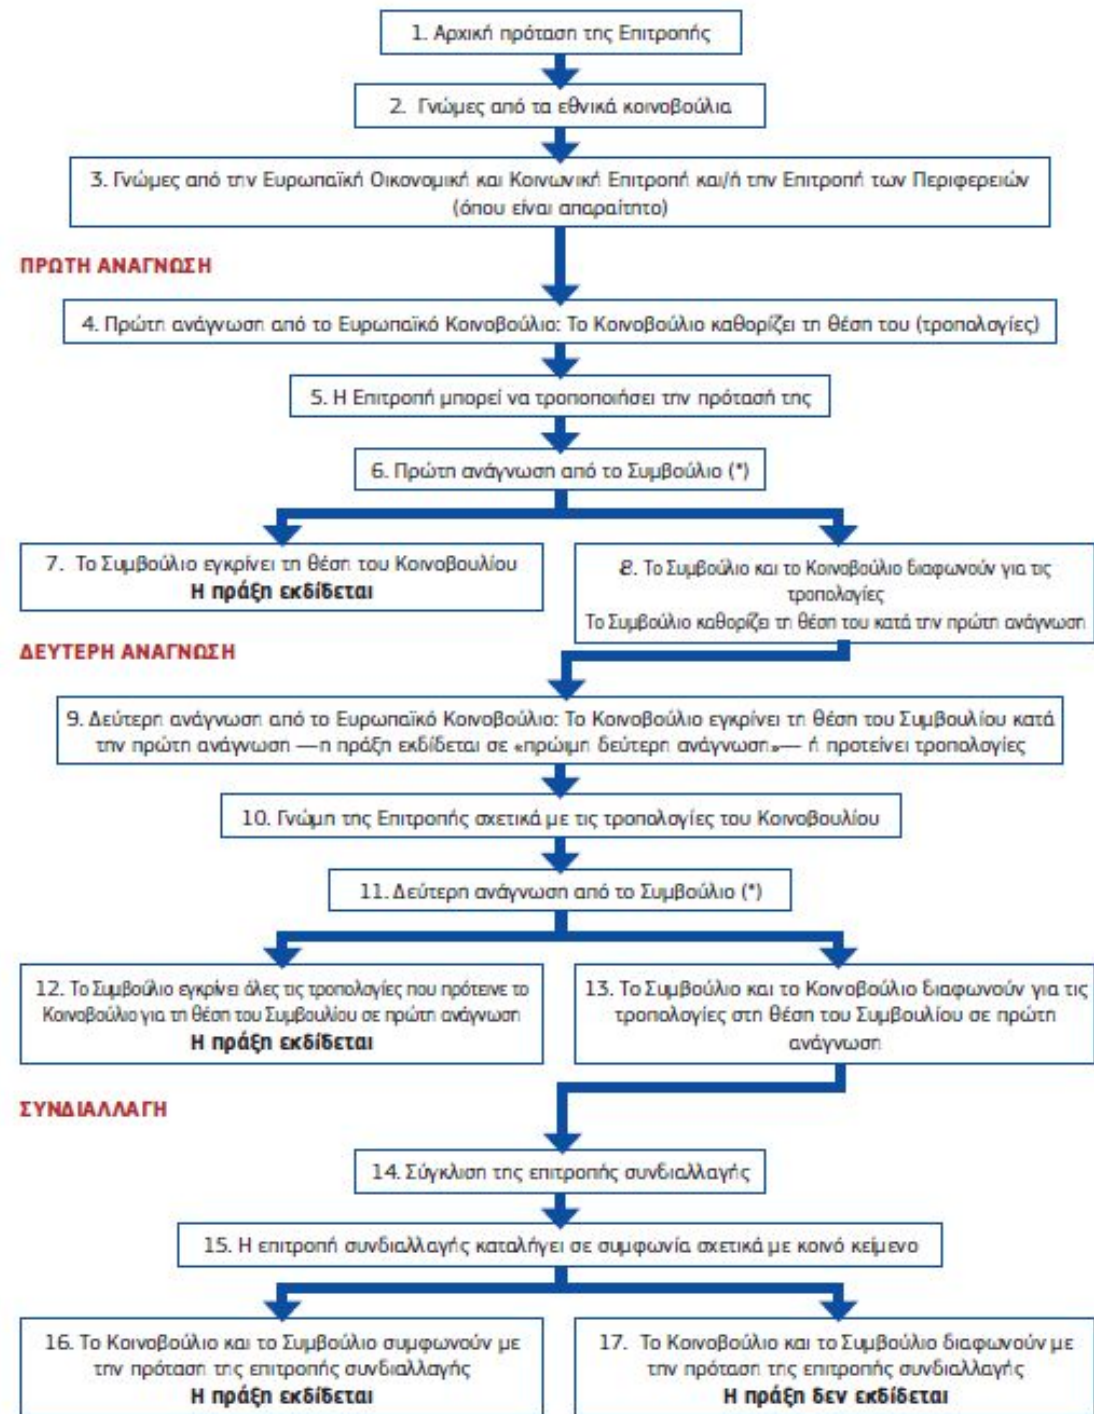 1. Αρχική πρόταση της Επιτροπής
2. Γνώμες από τα εθνικά κοινοβούλια
3. Γνώμες από την Ευρωπαϊκή Οικονομική και Κοινωνική Επιτροπή και/ή την Επιτροπή των Περιφερειών
(όπου είναι απαραίτητο)
ΠΡΩΤΗ ΑΝΑΓΝΩΣΗ
4. Πρώτη ανάγνωση από το Ευρωπαϊκό Κοινοβούλιο: Το Κοινοβούλιο καθορίζει τη θέση του (τροπολογίες)
5. Η Επιτροπή μπορεί να τροποποιήσει την πρότασή της
6. Πρώτη ανάγνωση από το Συμβούλιο (*)
7. Το Συμβούλιο εγκρίνει τη θέση του Κοινοβουλίου
Η πράξη εκδίδεται
8. Το Συμβούλιο και το Κοινοβούλιο διαφωνούν για τις
τροπολογίες
Το Συμβούλιο καθορίζει τη θέση του κατά την πρώτη ανάγνωση
ΔΕΥΤΕΡΗ ΑΝΑΓΝΩΣΗ
9. Δεύτερη ανάγνωση από το Ευρωπαϊκό Κοινοβούλιο: Το Κοινοβούλιο εγκρίνει τη θέση του Συμβουλίου κατά
την πρώτη ανάγνωση —η πράξη εκδίδεται σε «πρώιμη δεύτερη ανάγνωση»— ή προτείνει τροπολογίες
10. Γνώμη της Επιτροπής σχετικά με τις τροπολογίες του Κοινοβουλίου
11. Δεύτερη ανάγνωση από το Συμβούλιο (*)
12. Το Συμβούλιο εγκρίνει όλες τις τροπολογίες που πρότεινε το
Κοινοβούλιο για τη θέση του Συμβουλίου σε πρώτη ανάγνωση
Η πράξη εκδίδεται
13. Το Συμβούλιο και το Κοινοβούλιο διαφωνούν για τις
τροπολογίες στη θέση του Συμβουλίου σε πρώτη
ανάγνωση
ΣΥΝΔΙΑΛΛΑΓΗ
14. Σύγκλιση της επιτροπής συνδιαλλαγής
15. Η επιτροπή συνδιαλλαγής καταλήγει σε συμφωνία σχετικά με κοινό κείμενο
16. Το Κοινοβούλιο και το Συμβούλιο συμφωνούν με
την πρόταση της επιτροπής συνδιαλλαγής
Η πράξη εκδίδεται
17. Το Κοινοβούλιο και το Συμβούλιο διαφωνούν με
την πρόταση της επιτροπής συνδιαλλαγής
Η πράξη δεν εκδίδεται